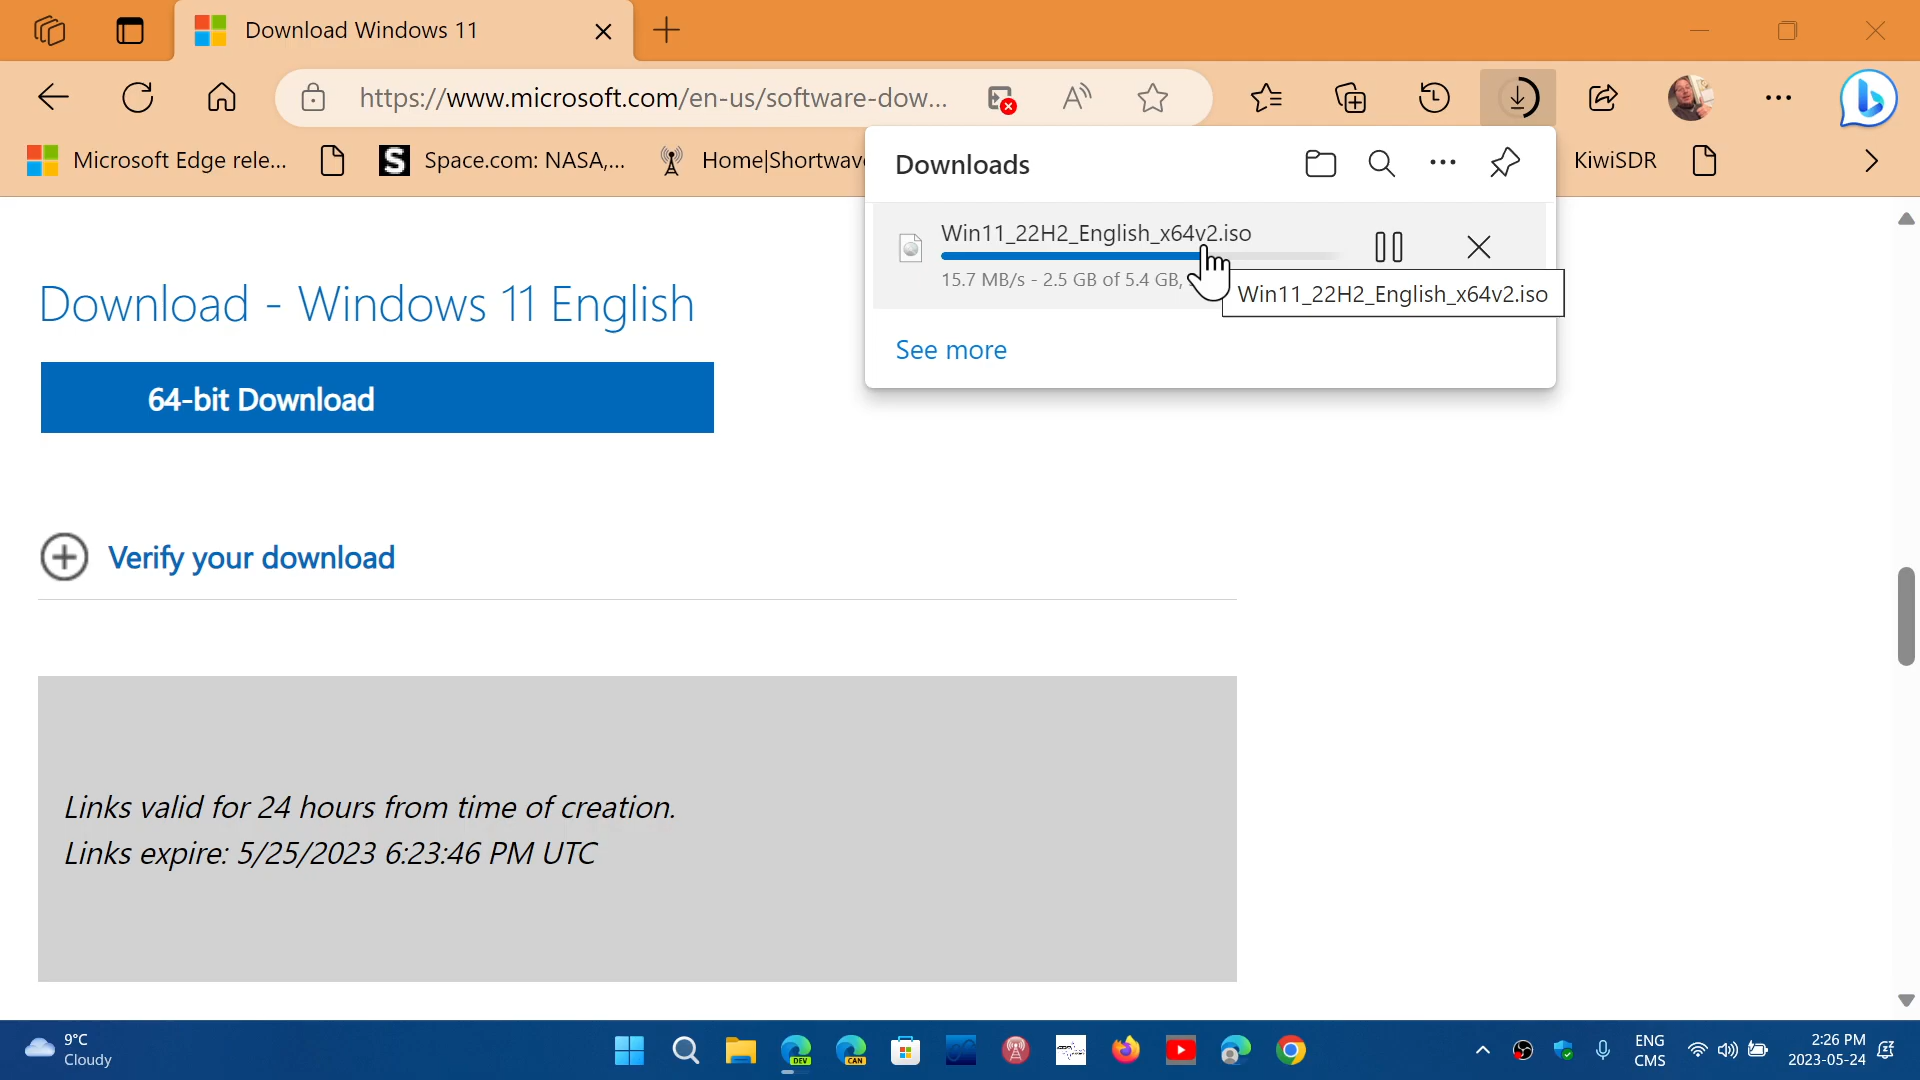 Download Windows 11
https://www.microsoft.com/en-us/software-dow...
Microsoft Edge rele...
Space.com: NASA,...
Home|Shortwav
KiwiSDR
Downloads
Win11_22H2_English_x64v2.iso
15.7 MB/s - 2.5 GB of 5.4 GB,
Win11_22H2_English_x64v2.iso
See more
Download - Windows 11 English
64-bit Download
Verify your download
Links valid for 24 hours from time of creation.
Links expire: 5/25/2023 6:23:46 PM UTC
9°C
Cloudy
DEV
CAN
ENG
CMS
2:26 PM
2023-05-24